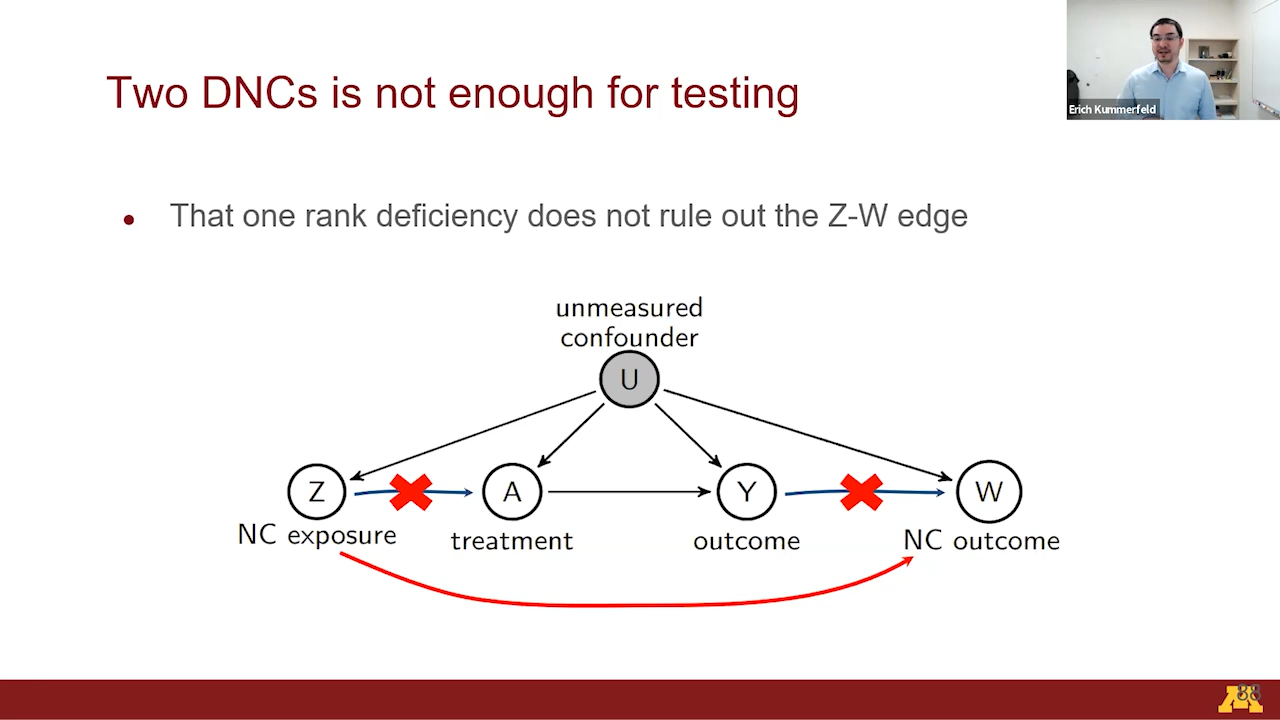 Two DNCs is not enough for testing
Erich Kummerfeld
● That one rank deficiency does not rule out the Z-W edge
unmeasured
confounder
U
Z
A
Y
W
NC exposure
treatment
outcome
NC outcome
38